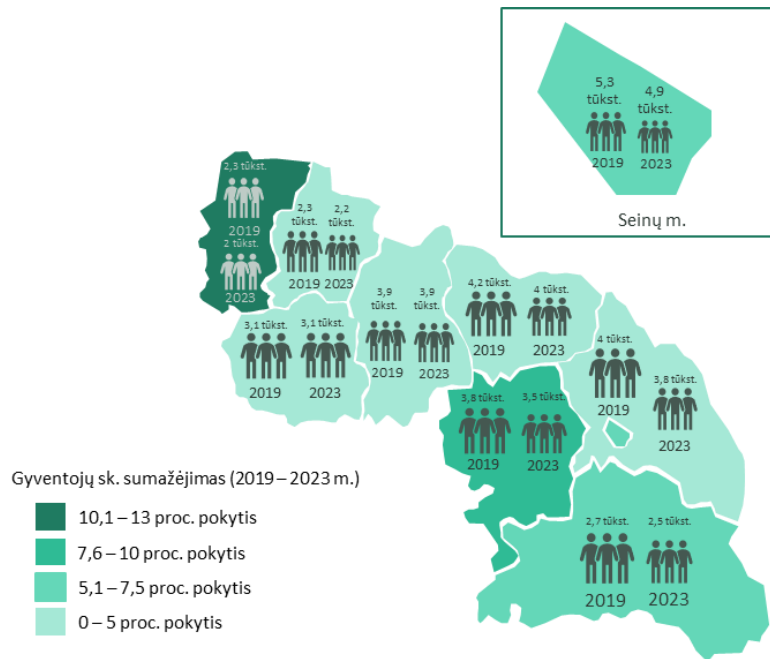 5,3
tūkst.
4,9
tūkst.
2019
2023
Seinų m.
2,3 tūkst.
2019
2 tūkst.
2023
2,3
tūkst.
2,2
tūkst.
2019
2023
3,9
tūkst.
3,9
tūkst.
2019
2023
4,2 tūkst.
4 tūkst.
2019
2023
3,1 tūkst.
3,1 tūkst.
2019
2023
4 tūkst.
2019
3,8 tūkst.
2023
3,8 tūkst.
3,5 tūkst.
2019
2023
2,7 tūkst.
2,5 tūkst.
2019
2023
Gyventojų sk. sumažėjimas (2019 – 2023 m.)
10,1 – 13 proc. pokytis
7,6 – 10 proc. pokytis
5,1 – 7,5 proc. pokytis
0 – 5 proc. pokytis